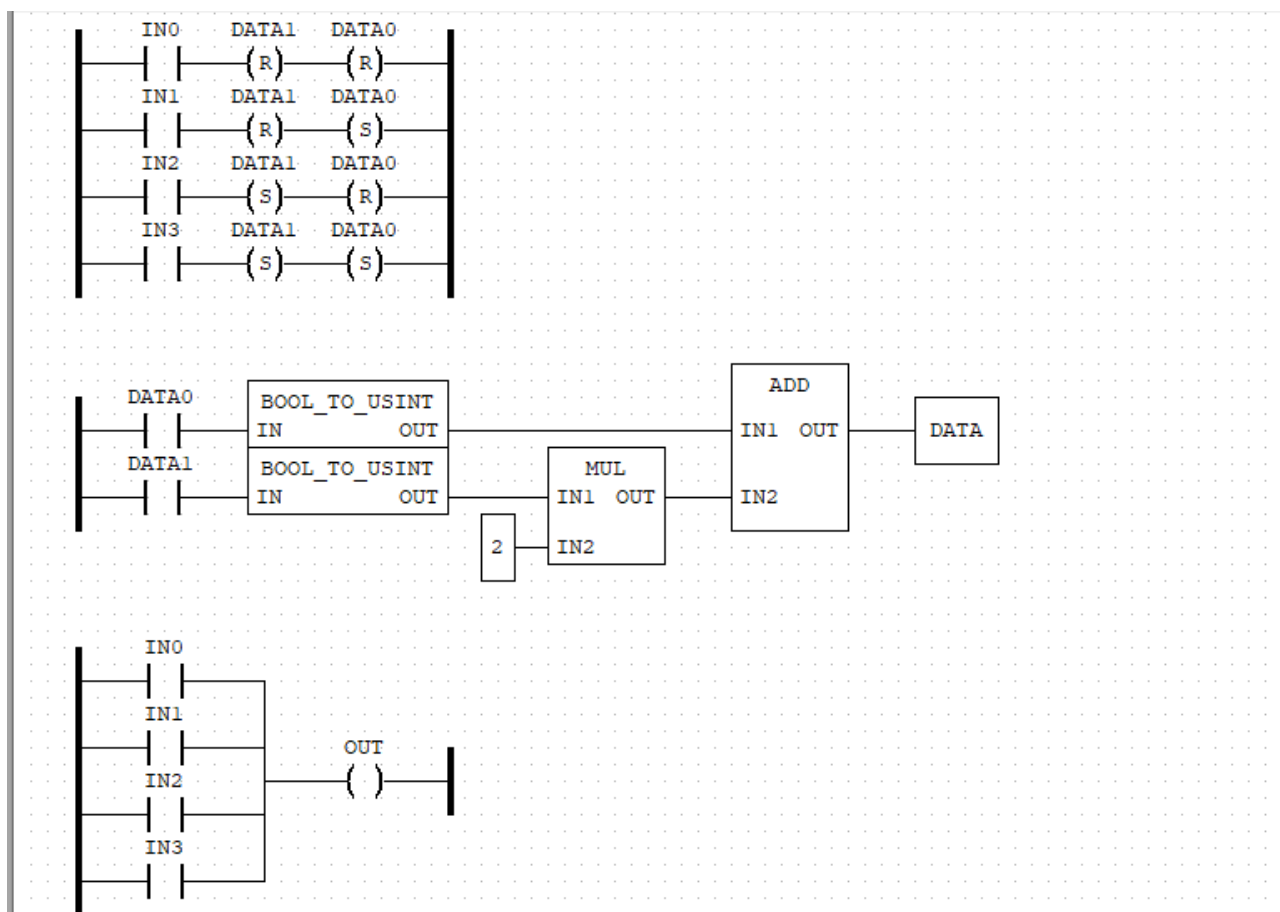 IN0 DATA1 DATA0
R R
IN1 DATA1 DATA0
R S
IN2 DATA1 DATA0
S R
IN3 DATA1 DATA0
S S
ADD
DATA0 BOOL_TO_USINT
IN OUT IN1 OUT DATA
DATA1 BOOL_TO_USINT MUL
IN OUT IN1 OUT IN2
2 IN2
IN0
IN1
OUT
IN2
IN3